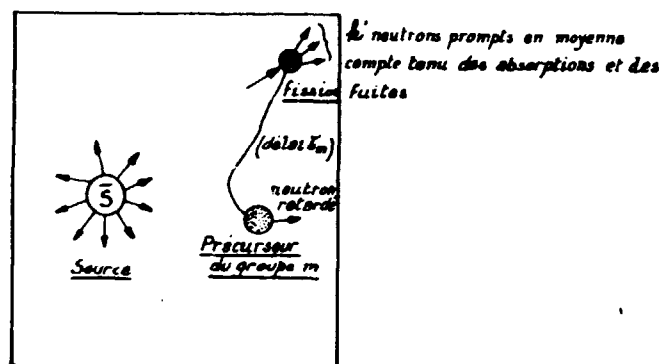 k' neutrons prompts en moyenne
compte tenu des absorptions et des
fuites
fission
(délai τm)
neutron
retardé
S̄
Source
Précurseur
du groupe m